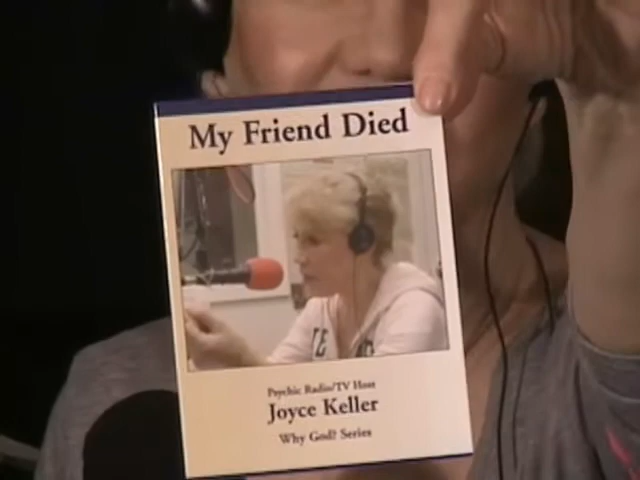 My Friend Died
Psychic Radio/TV Host
Joyce Keller
Why God? Series